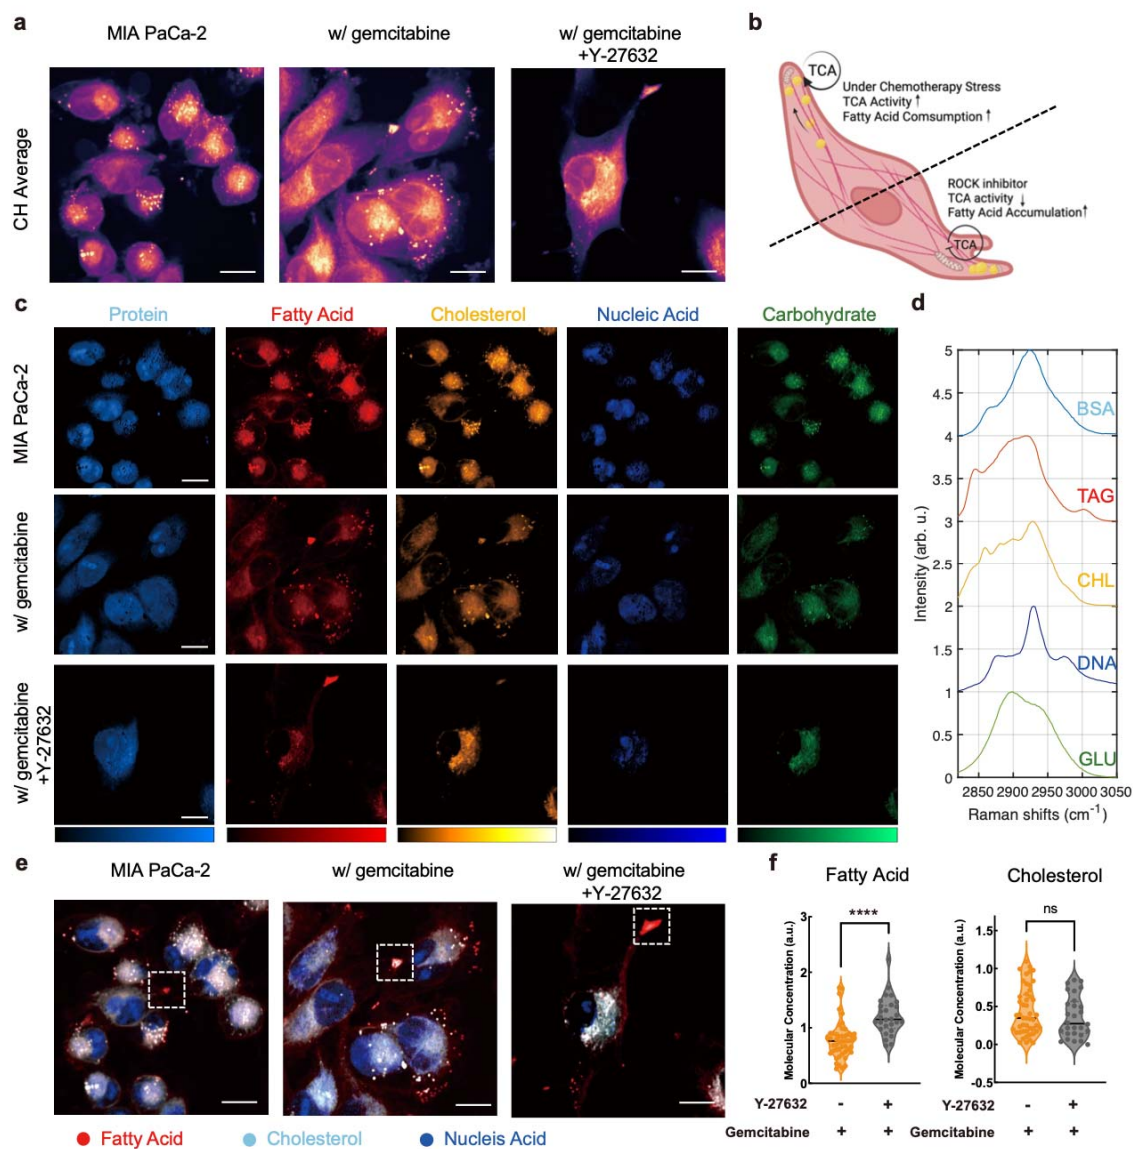 a
MIA PaCa-2
w/ gemcitabine
w/ gemcitabine
+Y-27632
CH Average
b
TCA
Under Chemotherapy Stress
TCA Activity ↑
Fatty Acid Comsumption ↑
ROCK inhibitor
TCA activity ↓
Fatty Acid Accumulation↑
TCA
c
Protein
Fatty Acid
Cholesterol
Nucleic Acid
Carbohydrate
MIA PaCa-2
w/ gemcitabine
w/ gemcitabine
+Y-27632
d
5
4.5
4
3.5
3
2.5
2
1.5
1
0.5
0
BSA
TAG
CHL
DNA
GLU
Intensity (arb. u.)
2850 2900 2950 3000 3050
Raman shifts (cm-1)
e
MIA PaCa-2
w/ gemcitabine
w/ gemcitabine
+Y-27632
Fatty Acid
Cholesterol
Nucleis Acid
f
Fatty Acid
Molecular Concentration (a.u.)
3
2
1
0
****
Y-27632 - +
Gemcitabine + +
Cholesterol
Molecular Concentration (a.u.)
1.5
1.0
0.5
0.0
-0.5
ns
Y-27632 - +
Gemcitabine + +